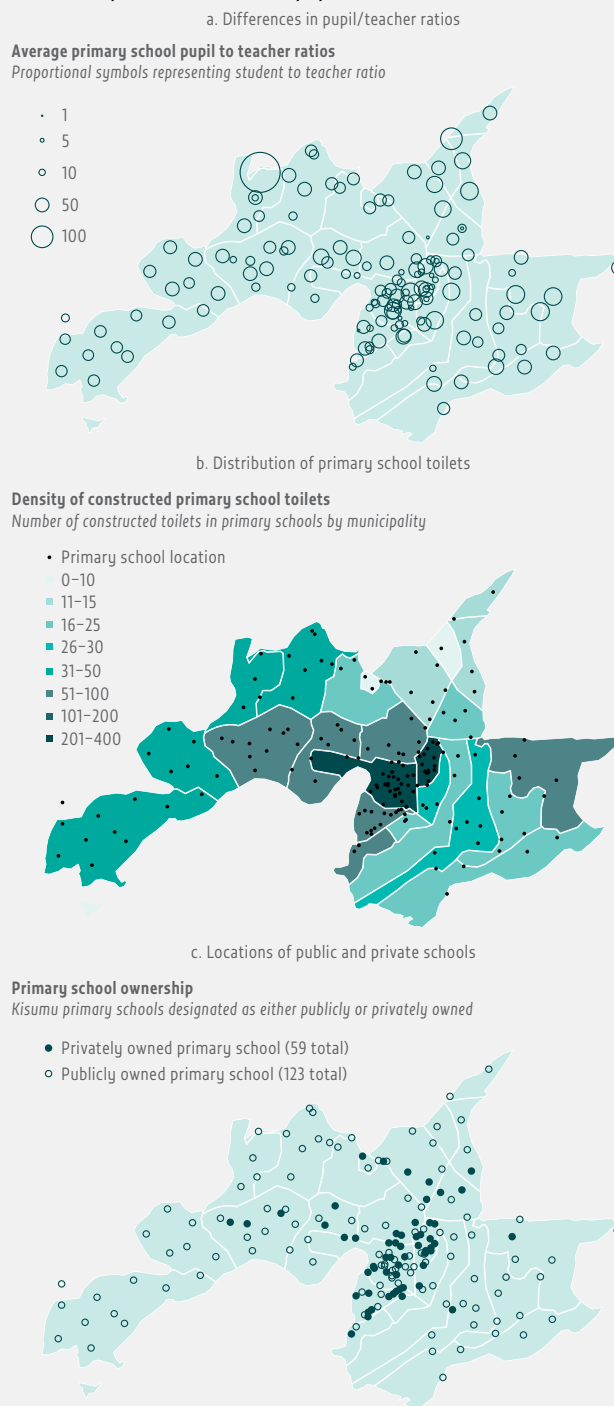 a. Differences in pupil/teacher ratios
Average primary school pupil to teacher ratios
Proportional symbols representing student to teacher ratio
1
5
10
50
100
b. Distribution of primary school toilets
Density of constructed primary school toilets
Number of constructed toilets in primary schools by municipality
Primary school location
0–10
11–15
16–25
26–30
31–50
51–100
101–200
201–400
c. Locations of public and private schools
Primary school ownership
Kisumu primary schools designated as either publicly or privately owned
Privately owned primary school (59 total)
Publicly owned primary school (123 total)